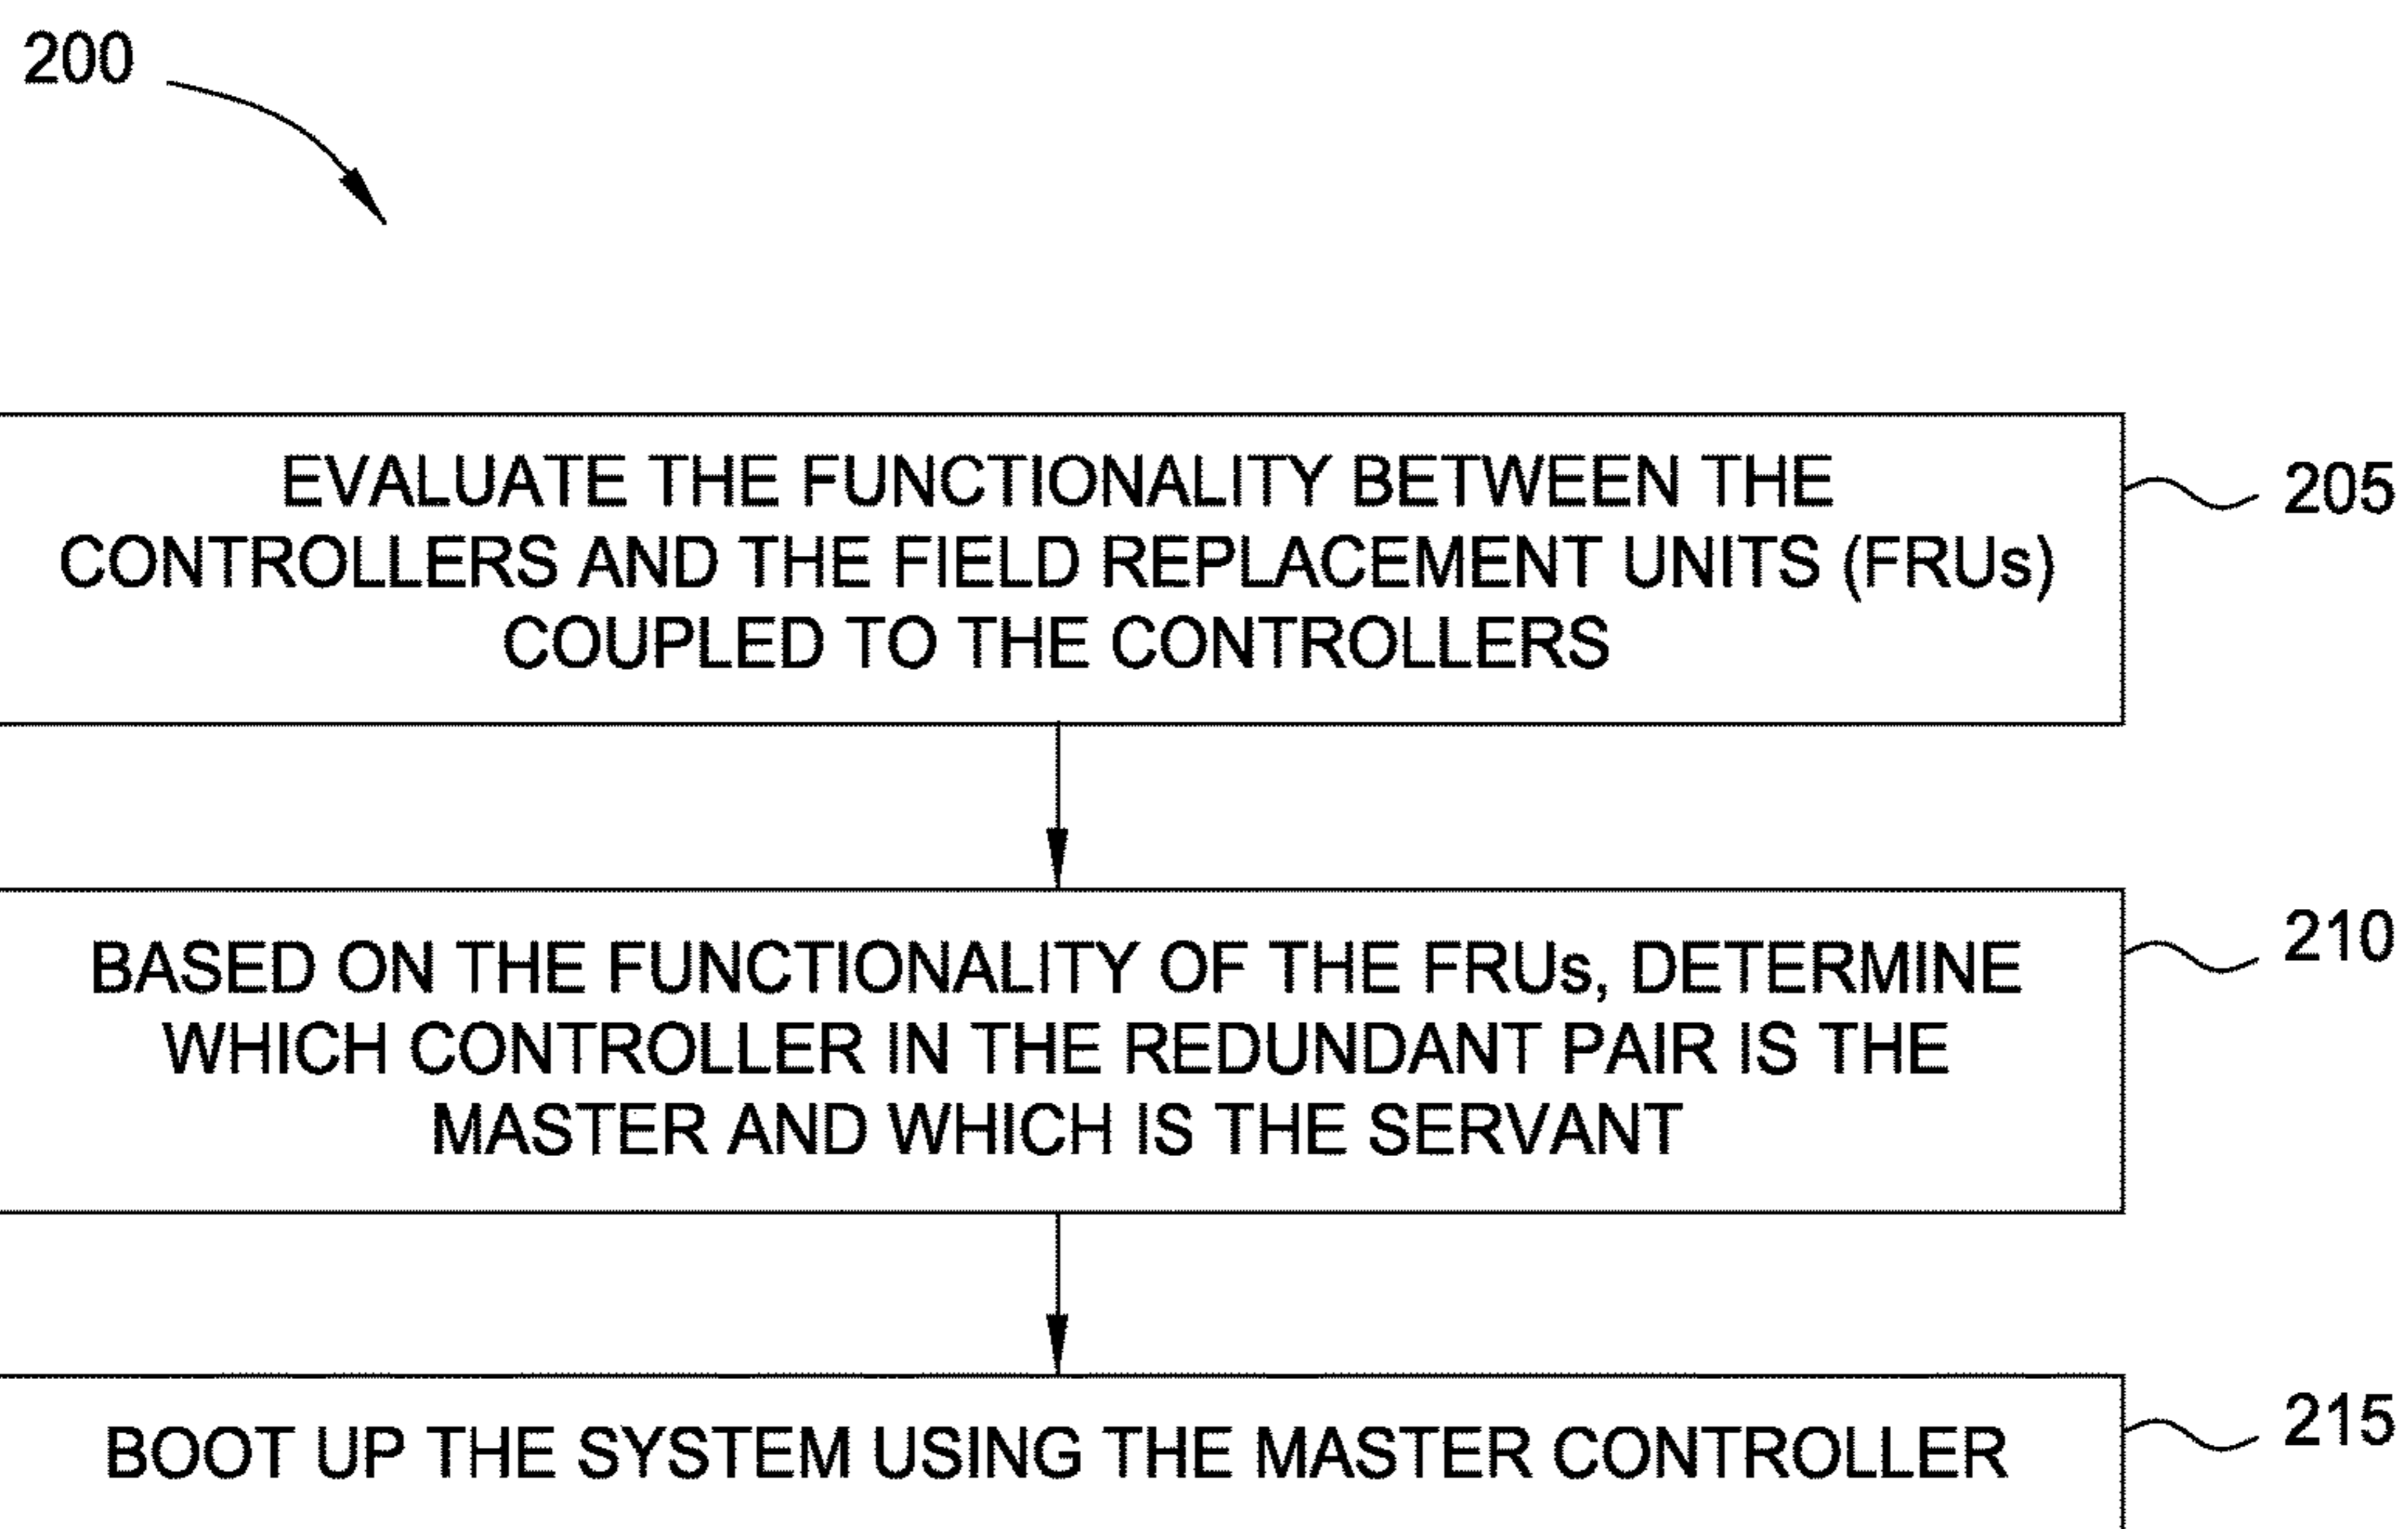 200
EVALUATE THE FUNCTIONALITY BETWEEN THE
CONTROLLERS AND THE FIELD REPLACEMENT UNITS (FRUs)
COUPLED TO THE CONTROLLERS
205
BASED ON THE FUNCTIONALITY OF THE FRUs, DETERMINE
WHICH CONTROLLER IN THE REDUNDANT PAIR IS THE
MASTER AND WHICH IS THE SERVANT
210
BOOT UP THE SYSTEM USING THE MASTER CONTROLLER
215